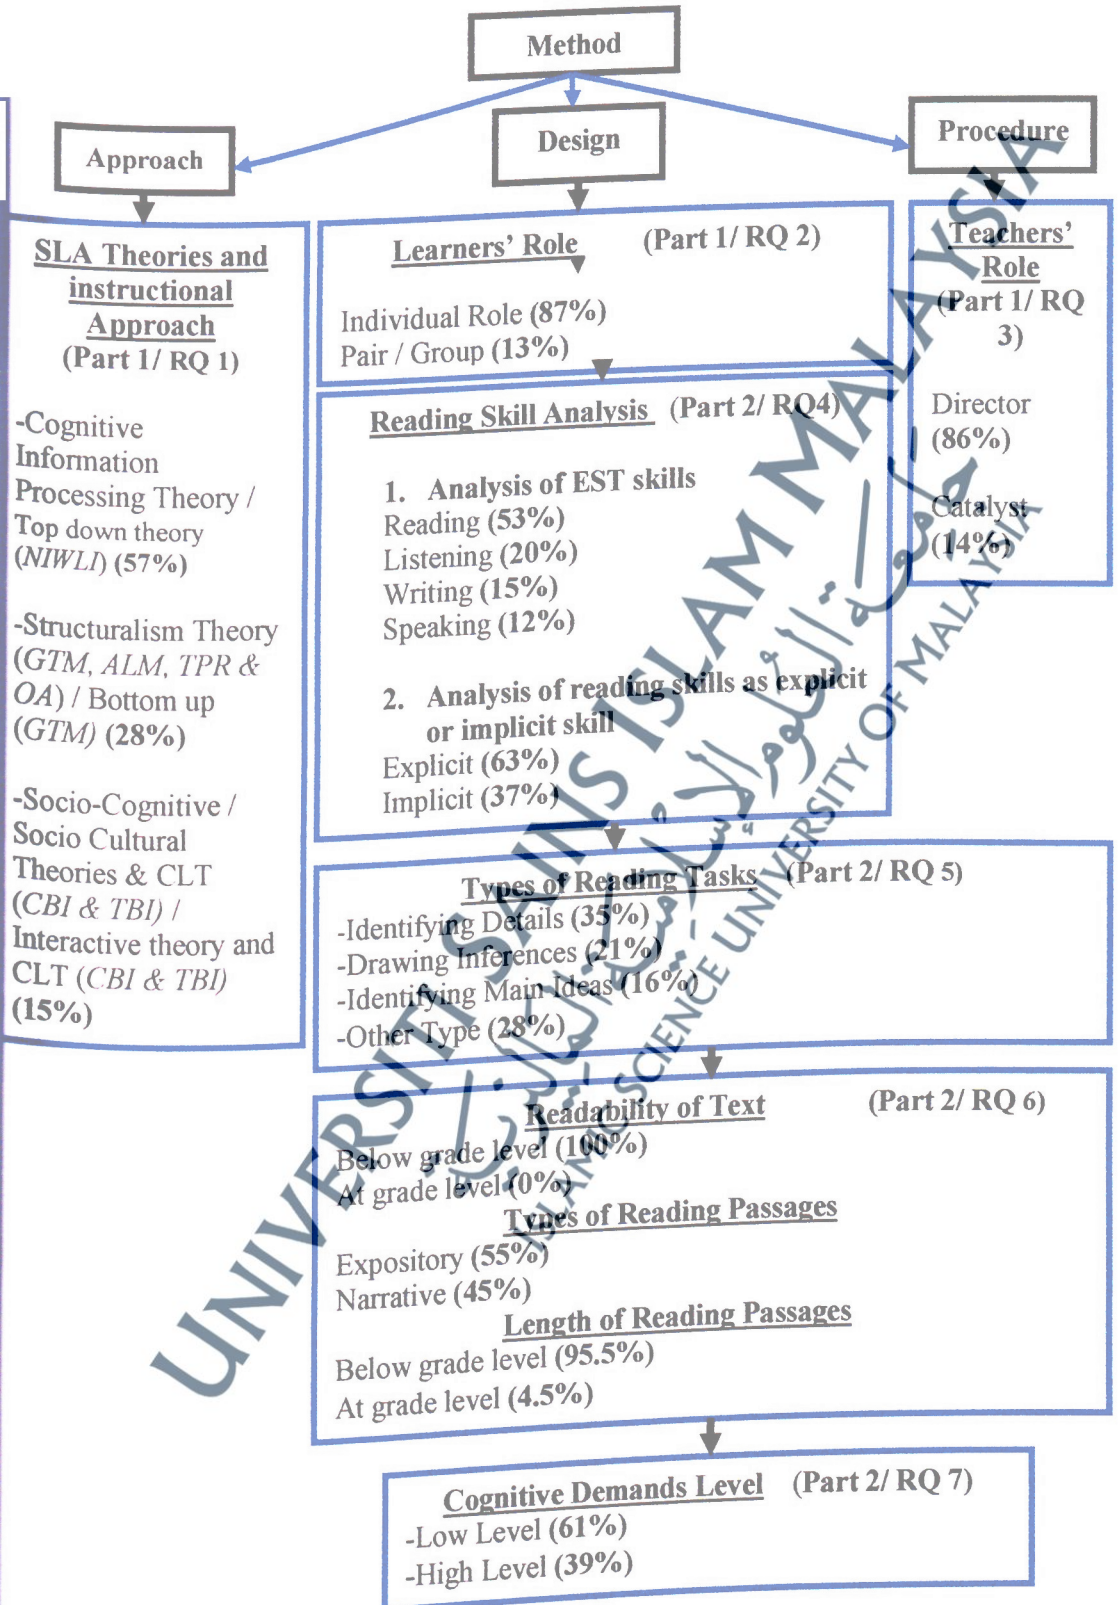 Method
Approach
Design
Procedure
SLA Theories and
instructional
Approach
(Part 1/ RQ 1)
-Cognitive
Information
Processing Theory /
Top down theory
(NIWLI) (57%)
-Structuralism Theory
(GTM, ALM, TPR &
OA) / Bottom up
(GTM) (28%)
-Socio-Cognitive /
Socio Cultural
Theories & CLT
(CBI & TBI) /
Interactive theory and
CLT (CBI & TBI)
(15%)
Learners' Role (Part 1/ RQ 2)
Individual Role (87%)
Pair / Group (13%)
Reading Skill Analysis (Part 2/ RQ4)
1. Analysis of EST skills
Reading (53%)
Listening (20%)
Writing (15%)
Speaking (12%)
2. Analysis of reading skills as explicit
or implicit skill
Explicit (63%)
Implicit (37%)
Types of Reading Tasks (Part 2/ RQ 5)
-Identifying Details (35%)
-Drawing Inferences (21%)
-Identifying Main Ideas (16%)
-Other Type (28%)
Readability of Text (Part 2/ RQ 6)
Below grade level (100%)
At grade level (0%)
Types of Reading Passages
Expository (55%)
Narrative (45%)
Length of Reading Passages
Below grade level (95.5%)
At grade level (4.5%)
Cognitive Demands Level (Part 2/ RQ 7)
-Low Level (61%)
-High Level (39%)
Teachers'
Role
(Part 1/ RQ
3)
Director
(86%)
Catalyst
(14%)
UNIVERSITI SAINS ISLAM MALAYSIA
جامعة العلوم الإسلامية الماليزية
ISLAMIC SCIENCE UNIVERSITY OF MALAYSIA